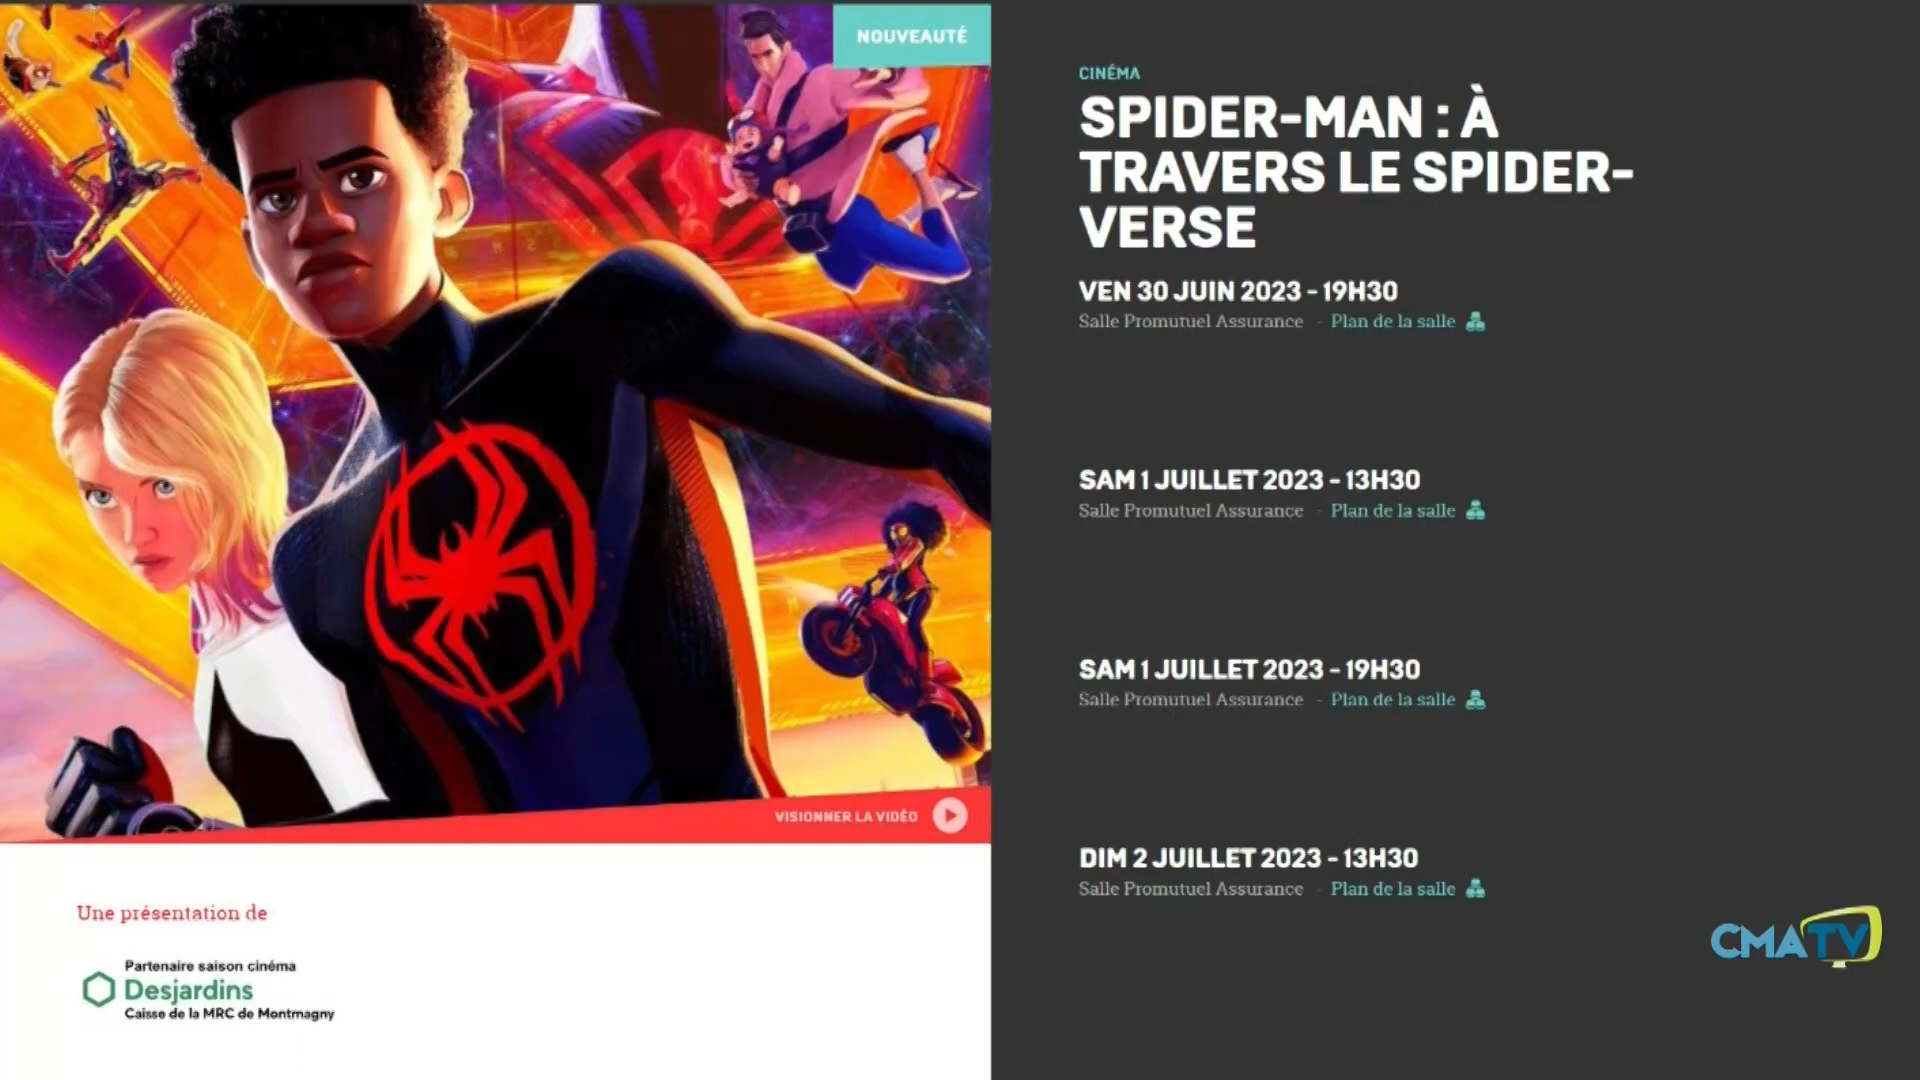 NOUVEAUTÉ
VISIONNER LA VIDÉO
Une présentation de
Partenaire saison cinéma
Desjardins
Caisse de la MRC de Montmagny
CINÉMA
SPIDER-MAN : À
TRAVERS LE SPIDER-
VERSE
VEN 30 JUIN 2023 - 19H30
Salle Promutuel Assurance - Plan de la salle
SAM 1 JUILLET 2023 - 13H30
Salle Promutuel Assurance - Plan de la salle
SAM 1 JUILLET 2023 - 19H30
Salle Promutuel Assurance - Plan de la salle
DIM 2 JUILLET 2023 - 13H30
Salle Promutuel Assurance - Plan de la salle
CMATV